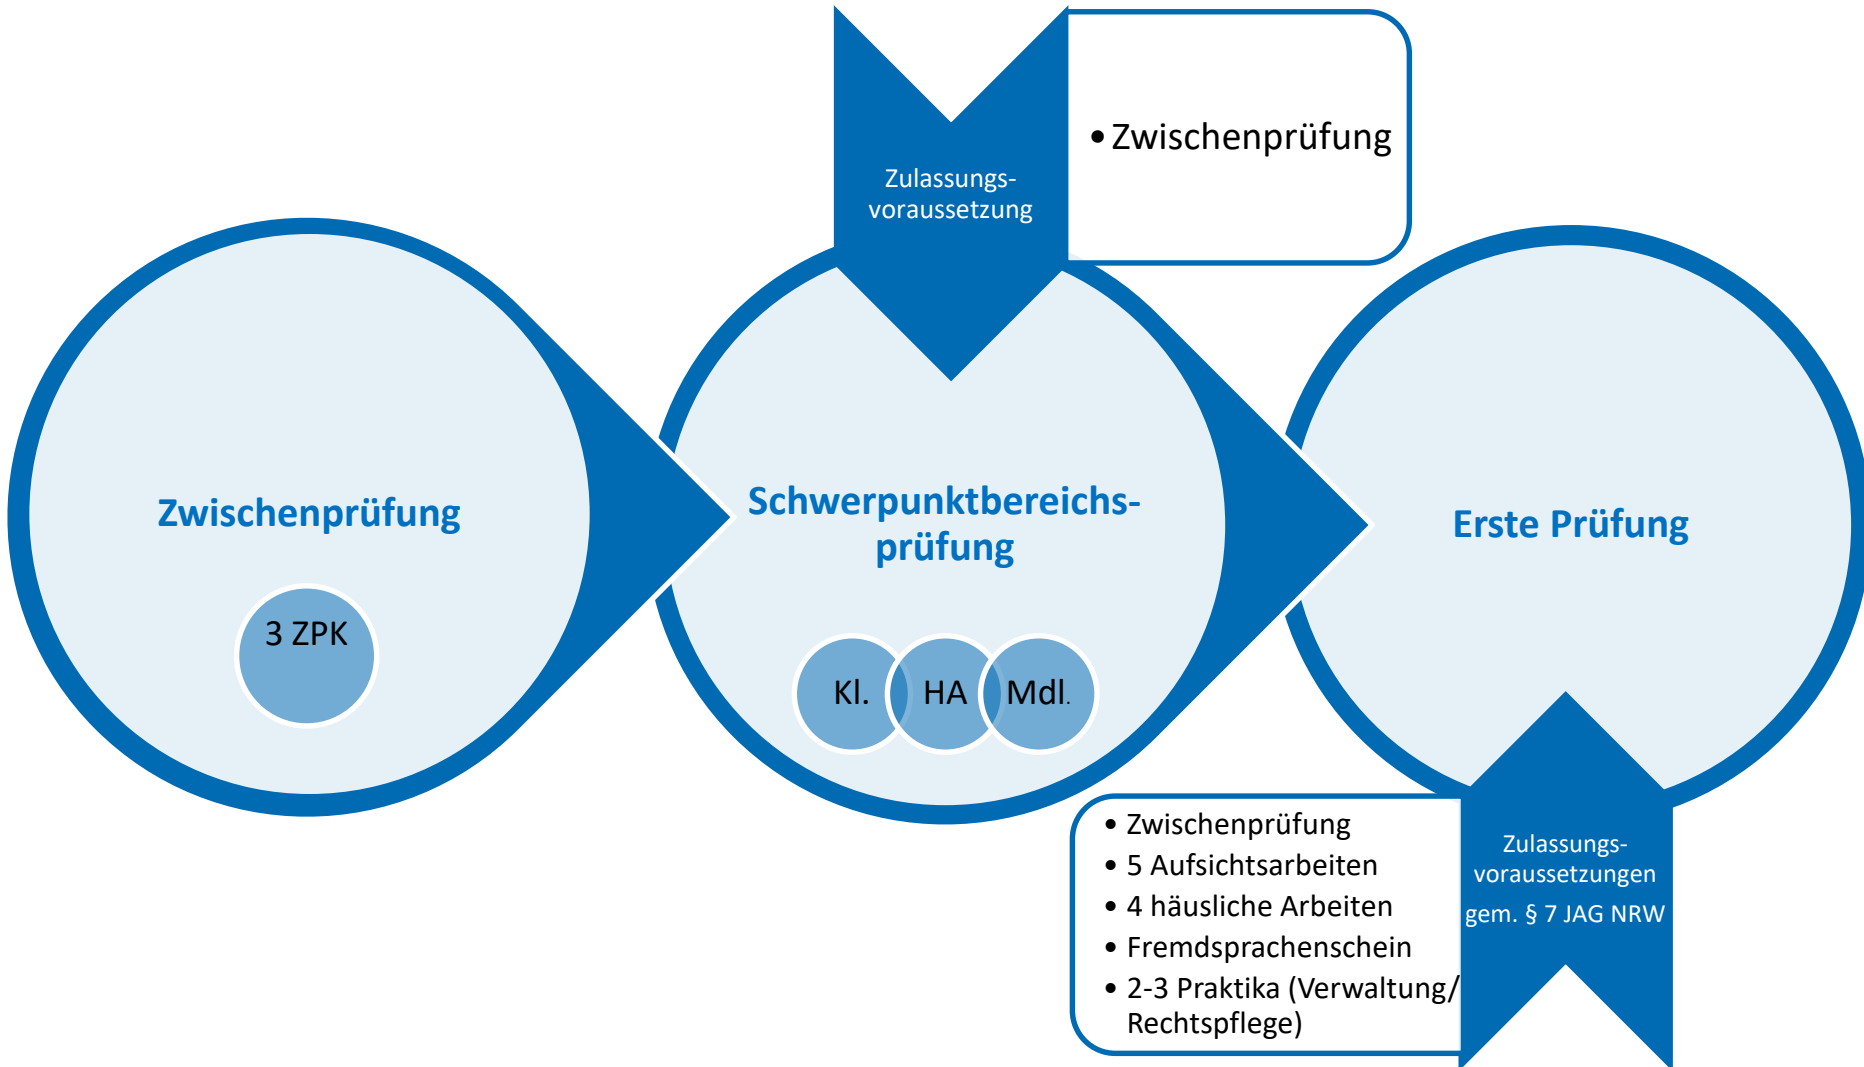 Zulassungs-
voraussetzung
• Zwischenprüfung
Zwischenprüfung
3 ZPK
Schwerpunktbereichs-
prüfung
Kl.
HA
Mdl.
Erste Prüfung
• Zwischenprüfung
• 5 Aufsichtsarbeiten
• 4 häusliche Arbeiten
• Fremdsprachenschein
• 2-3 Praktika (Verwaltung/
Rechtspflege)
Zulassungs-
voraussetzungen
gem. § 7 JAG NRW